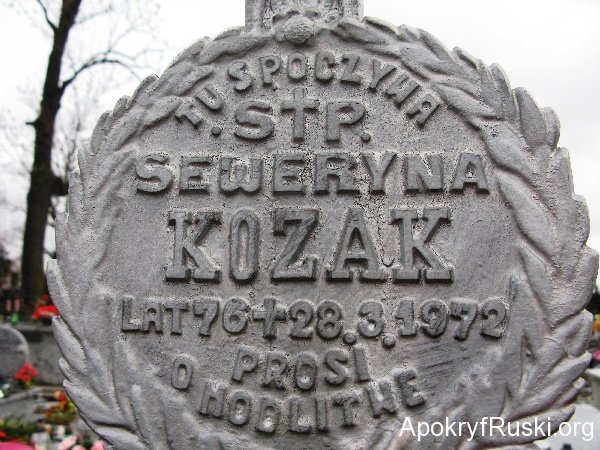 TU SPOCZYWA
S†P.
SEWERYNA
KOZAK
LAT 76 † 28.3.1972
PROSI
O MODLITWE
ApokryfRuski.org